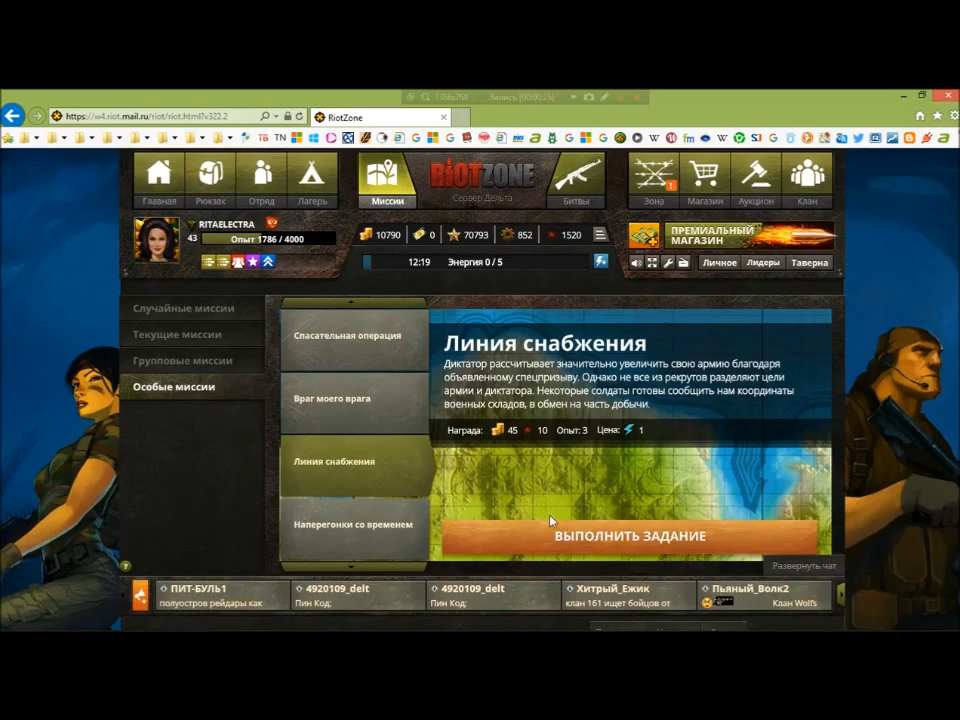 1366x768
Запись [00:00:25]
https://w4.riot.mail.ru/riot/riot.html?v322.2
RiotZone
Главная
Рюкзак
Отряд
Лагерь
Миссии
RIOTZONE
Сервер Дельта
Битвы
Зона
Магазин
Аукцион
Клан
RITAELECTRA
43
Опыт 1786 / 4000
10790
0
70793
852
1520
ПРЕМИАЛЬНЫЙ
МАГАЗИН
12:19
Энергия 0 / 5
Личное
Лидеры
Таверна
Случайные миссии
Текущие миссии
Групповые миссии
Особые миссии
Спасательная операция
Враг моего врага
Линия снабжения
Наперегонки со временем
Линия снабжения
Диктатор рассчитывает значительно увеличить свою армию благодаря
объявленному спецпризыву. Однако не все из рекрутов разделяют цели
армии и диктатора. Некоторые солдаты готовы сообщить нам координаты
военных складов, в обмен на часть добычи.
Награда: 45 10 Опыт: 3 Цена: 1
ВЫПОЛНИТЬ ЗАДАНИЕ
Развернуть чат
ПИТ-БУЛЬ1
полуостров рейдары как
4920109_delt
Пин Код:
4920109_delt
Пин Код:
Хитрый_Ежик
клан 161 ищет бойцов от
Пьяный_Волк2
Клан Wolfs